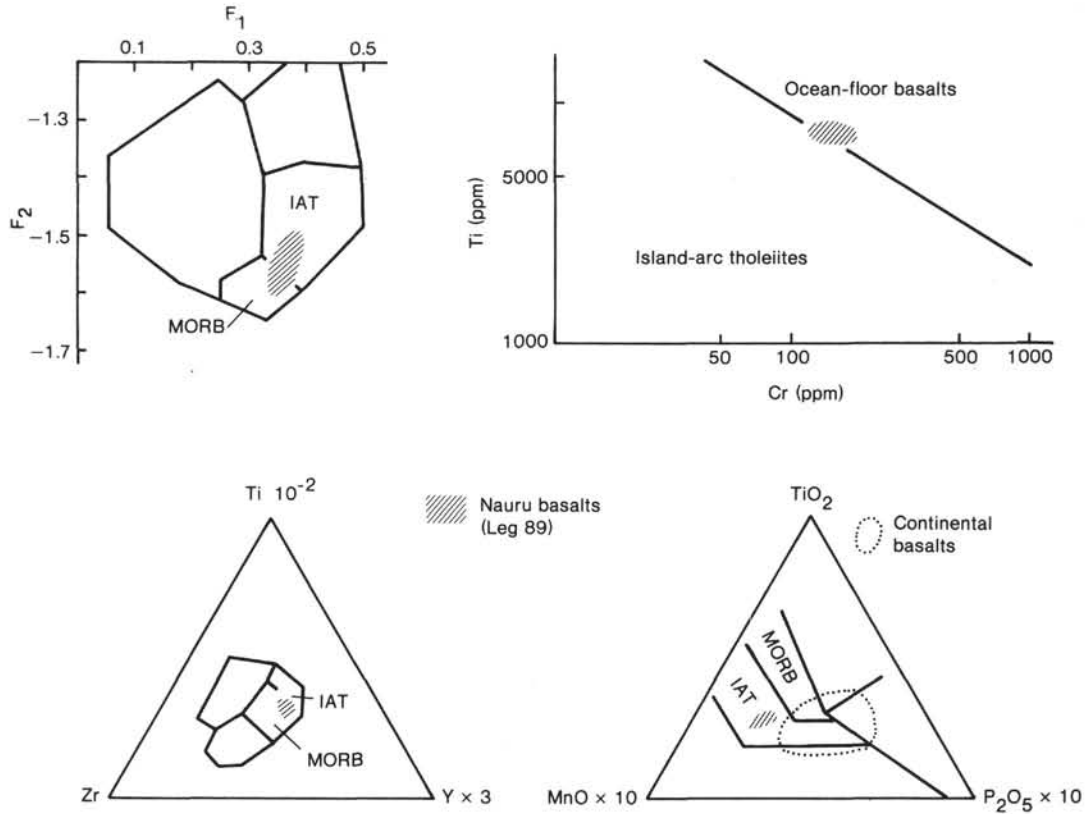 F₁
0.1 0.3 0.5
−1.3
−1.5
−1.7
F₂
IAT
MORB
Ocean-floor basalts
Island-arc tholeiites
Ti (ppm)
5000
1000
50 100 500 1000
Cr (ppm)
Ti 10⁻²
Zr
Y × 3
IAT
MORB
Nauru basalts
(Leg 89)
TiO₂
Continental
basalts
MORB
IAT
MnO × 10
P₂O₅ × 10